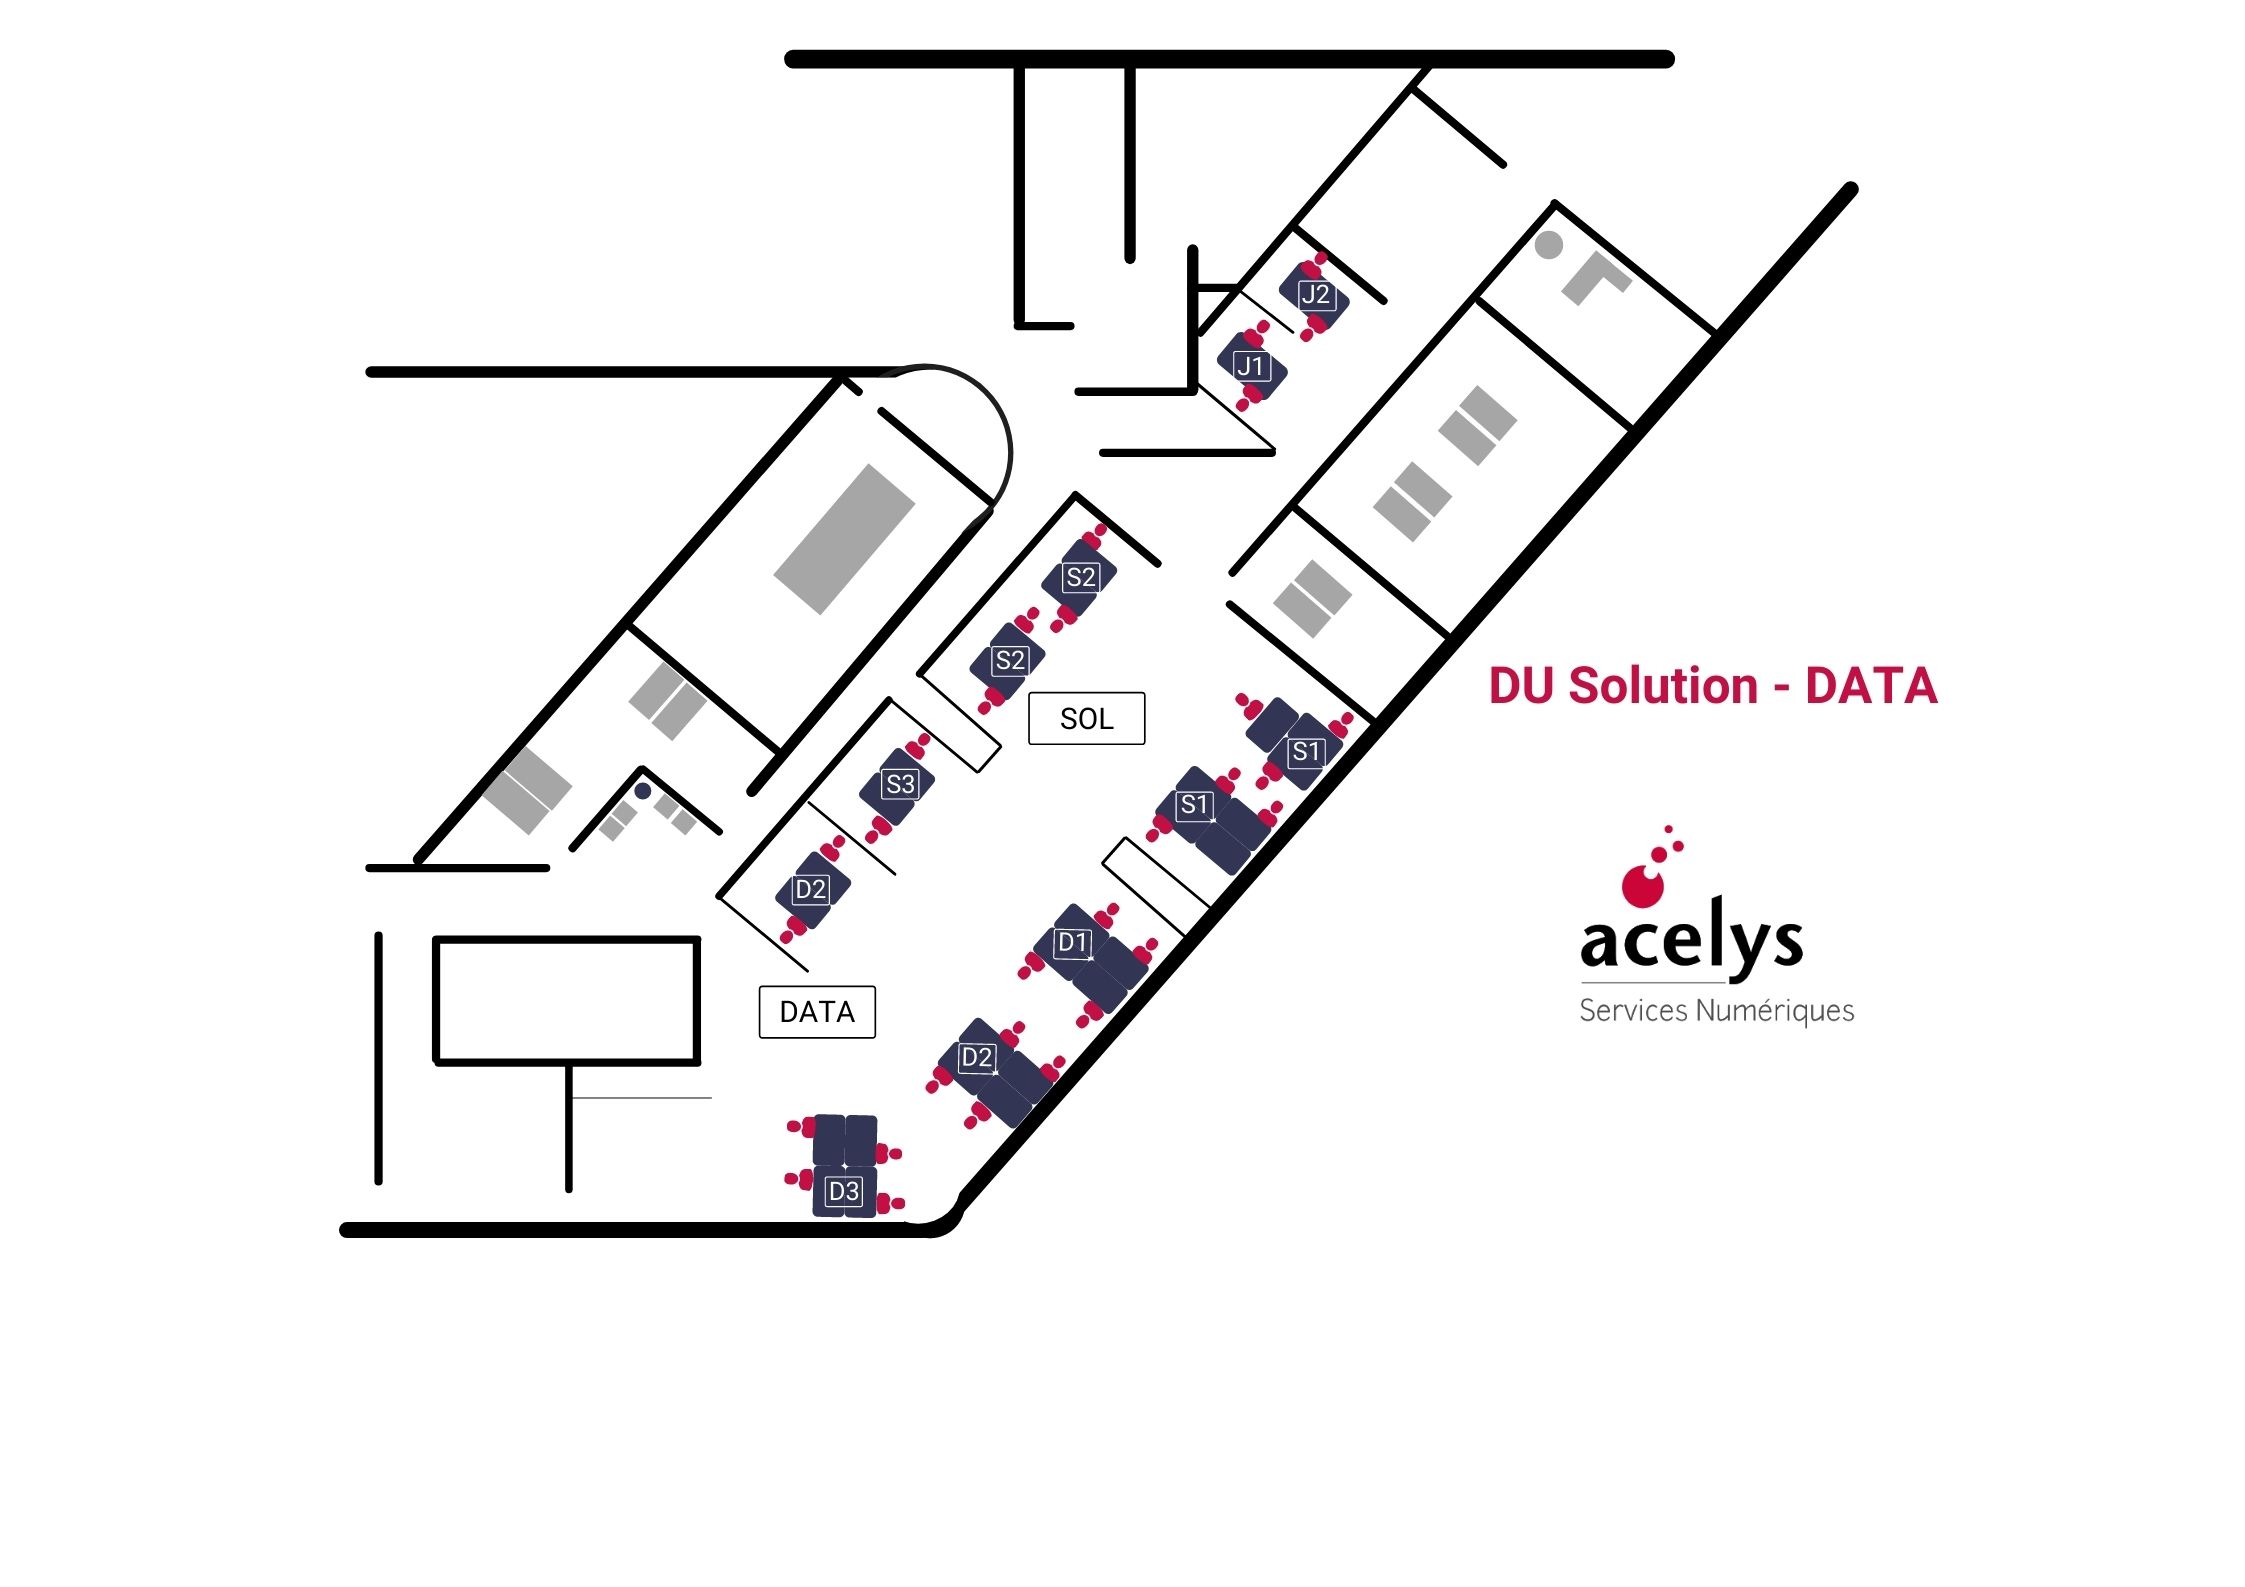 J2
J1
S2
S2
DU Solution - DATA
SOL
S1
S3
S1
D2
D1
acelys
Services Numériques
DATA
D2
D3